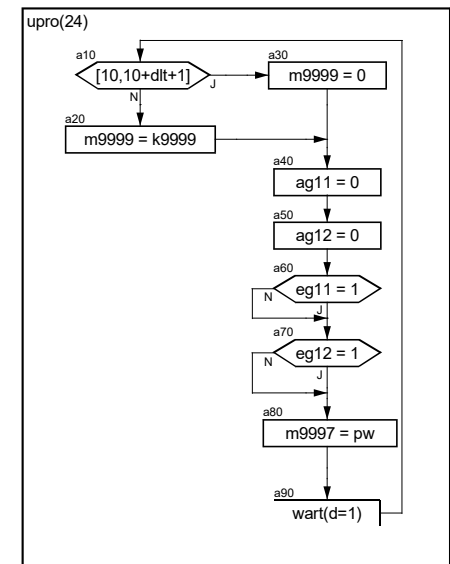 upro(24)
a10
[10,10+dlt+1]
J
N
a30
m9999 = 0
a20
m9999 = k9999
a40
ag11 = 0
a50
ag12 = 0
a60
eg11 = 1
N
J
a70
eg12 = 1
N
J
a80
m9997 = pw
a90
wart(d=1)